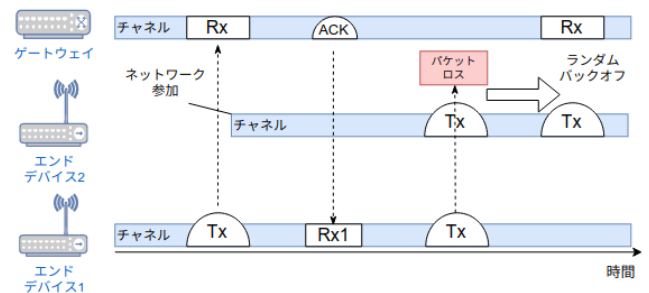 チャネル
Rx
ACK
Rx
ゲートウェイ
ネットワーク
参加
パケット
ロス
ランダム
バックオフ
チャネル
Tx
Tx
エンド
デバイス2
チャネル
Tx
Rx1
Tx
エンド
デバイス1
時間